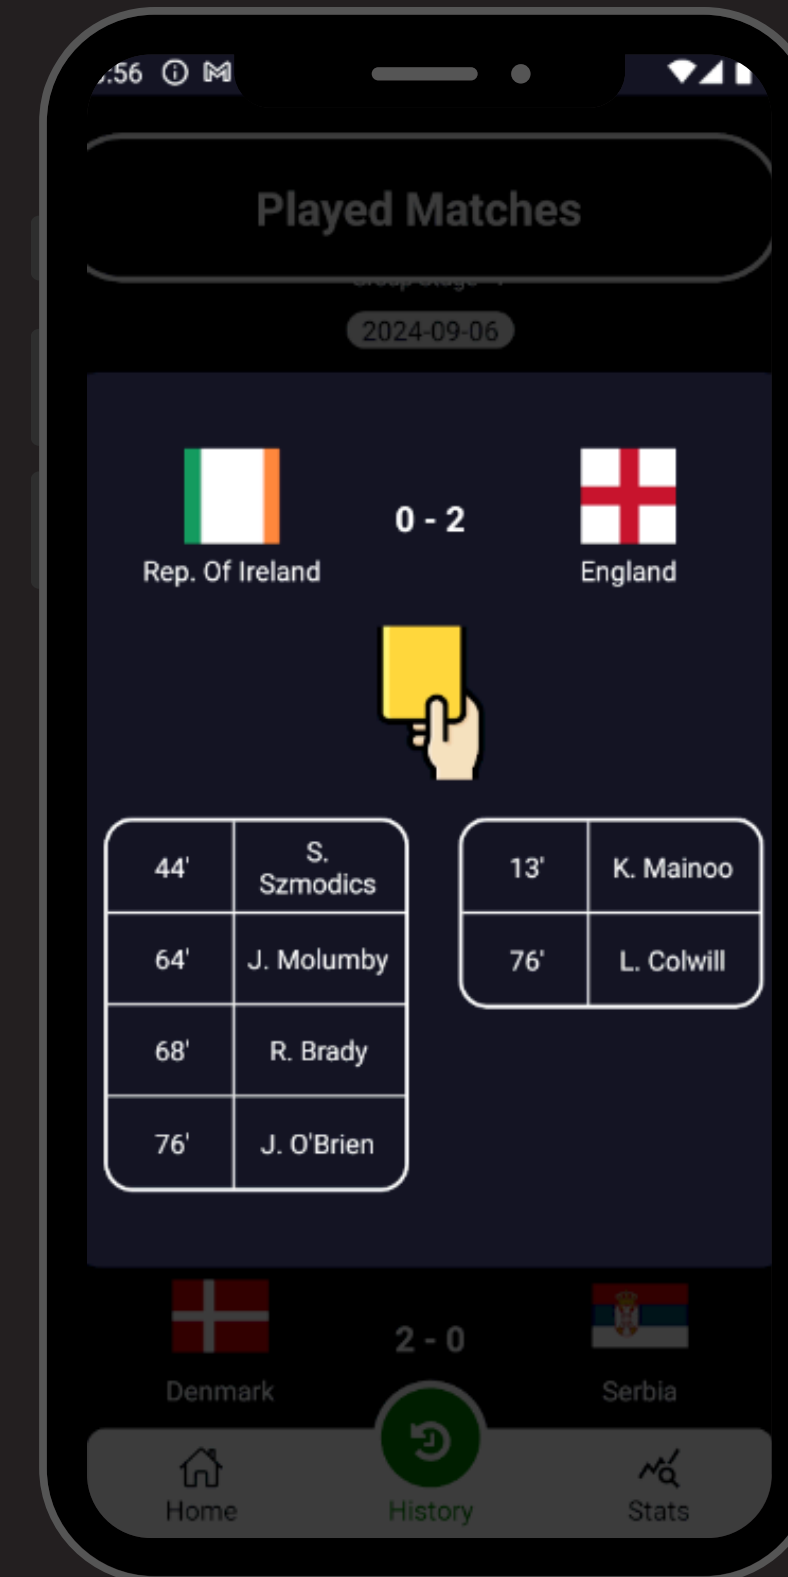 :56
Played Matches
2024-09-06
0 - 2
Rep. Of Ireland
England
44'
S.
Szmodics
13'
K. Mainoo
64'
J. Molumby
76'
L. Colwill
68'
R. Brady
76'
J. O'Brien
2 - 0
Denmark
Serbia
Home
History
Stats